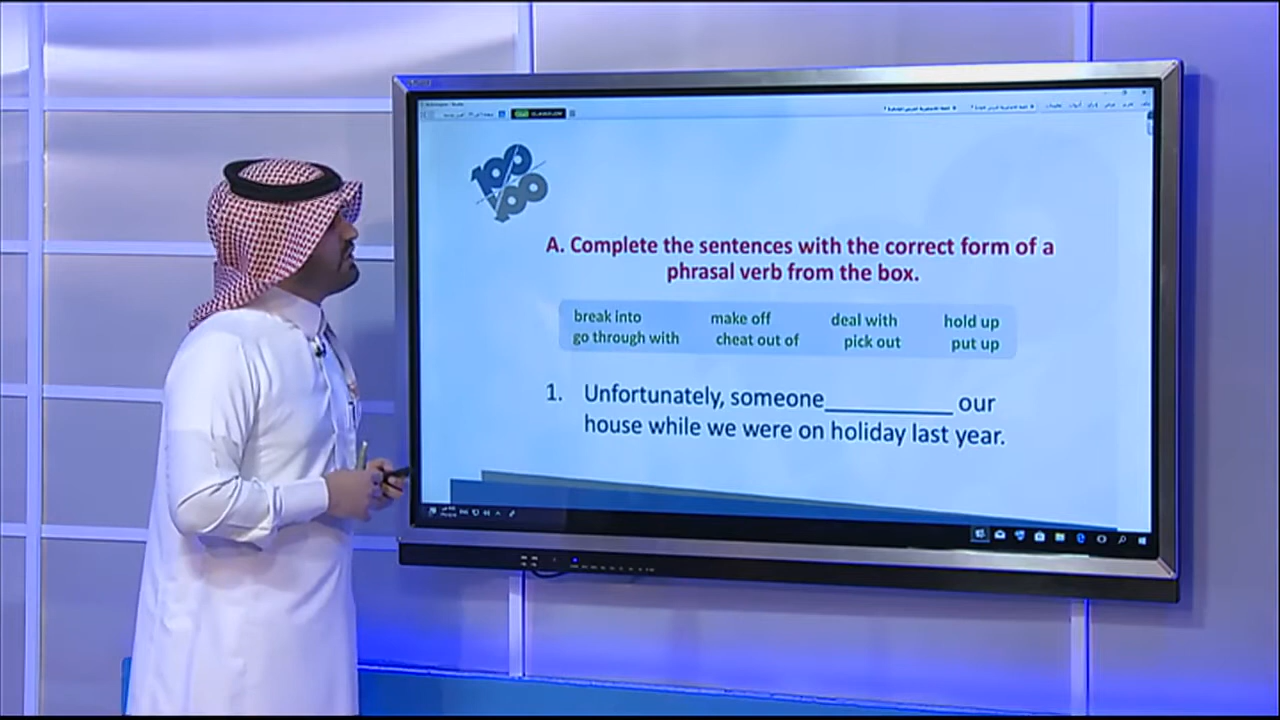 100
100
A. Complete the sentences with the correct form of a
phrasal verb from the box.
break into make off deal with hold up
go through with cheat out of pick out put up
1. Unfortunately, someone__________ our
house while we were on holiday last year.